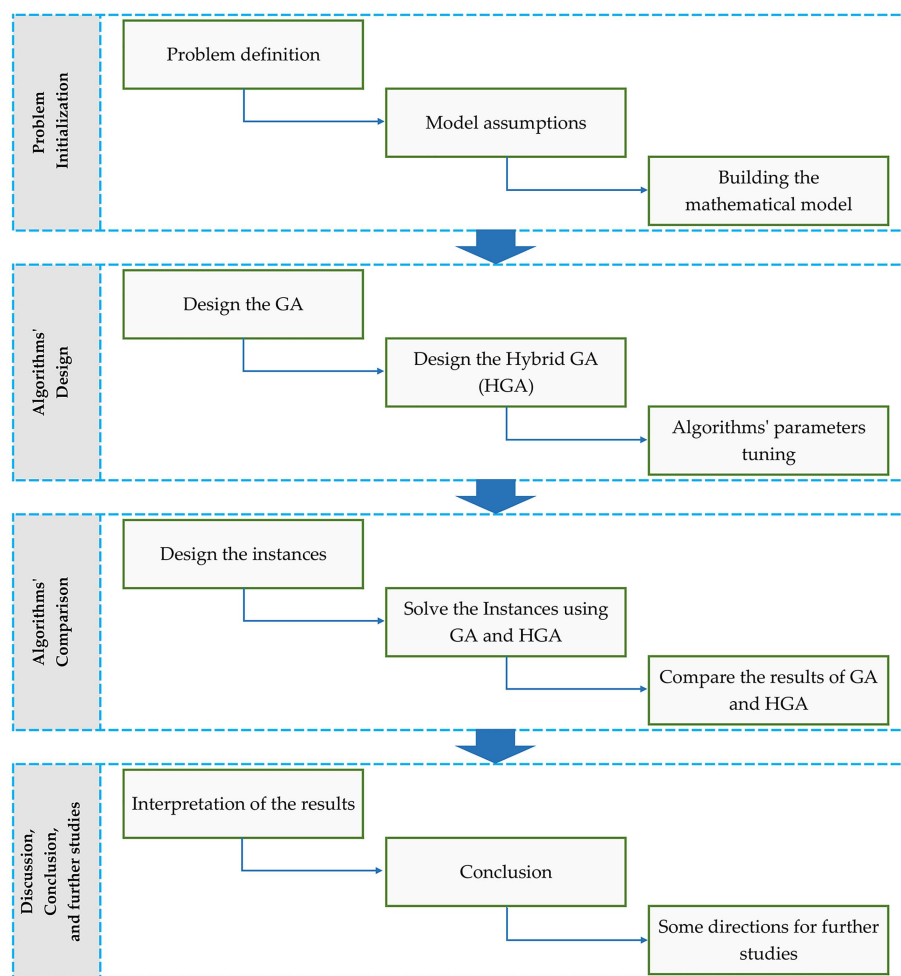 Problem
Initialization
Problem definition
Model assumptions
Building the
mathematical model
Algorithms'
Design
Design the GA
Design the Hybrid GA
(HGA)
Algorithms' parameters
tuning
Algorithms'
Comparison
Design the instances
Solve the Instances using
GA and HGA
Compare the results of GA
and HGA
Discussion,
Conclusion,
and further studies
Interpretation of the results
Conclusion
Some directions for further
studies